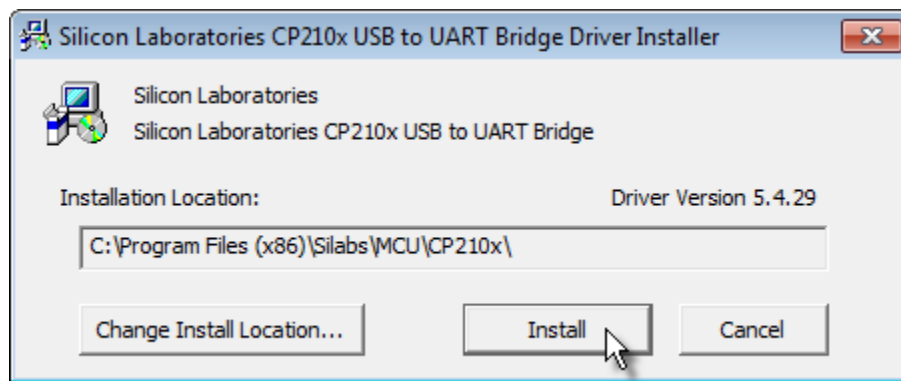 Silicon Laboratories CP210x USB to UART Bridge Driver Installer
Silicon Laboratories
Silicon Laboratories CP210x USB to UART Bridge
Installation Location:
Driver Version 5.4.29
C:\Program Files (x86)\Silabs\MCU\CP210x\
Change Install Location...
Install
Cancel